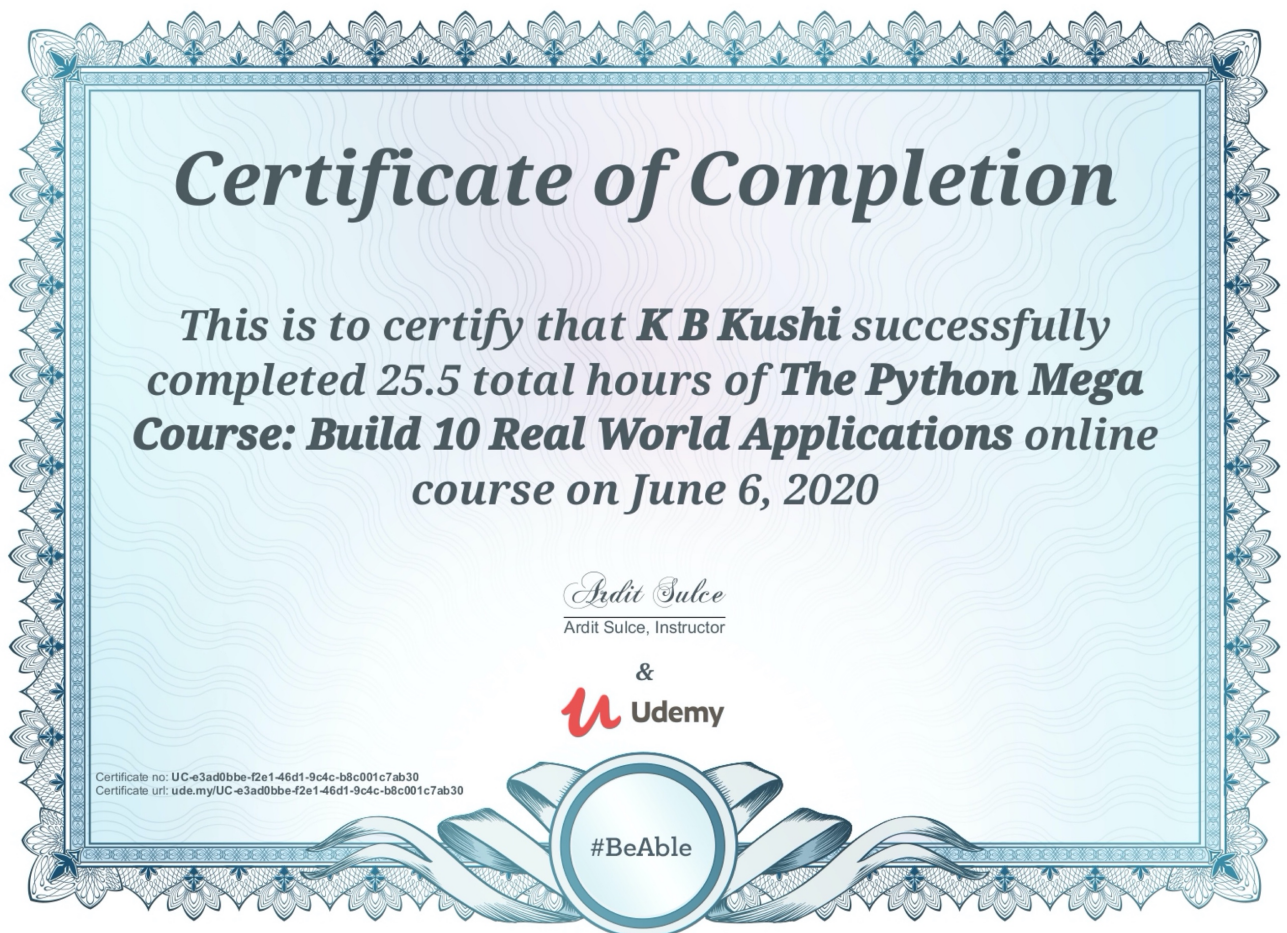 Certificate of Completion
This is to certify that K B Kushi successfully
completed 25.5 total hours of The Python Mega
Course: Build 10 Real World Applications online
course on June 6, 2020
Ardit Sulce
Ardit Sulce, Instructor
&
Udemy
Certificate no: UC-e3ad0bbe-f2e1-46d1-9c4c-b8c001c7ab30
Certificate url: ude.my/UC-e3ad0bbe-f2e1-46d1-9c4c-b8c001c7ab30
#BeAble